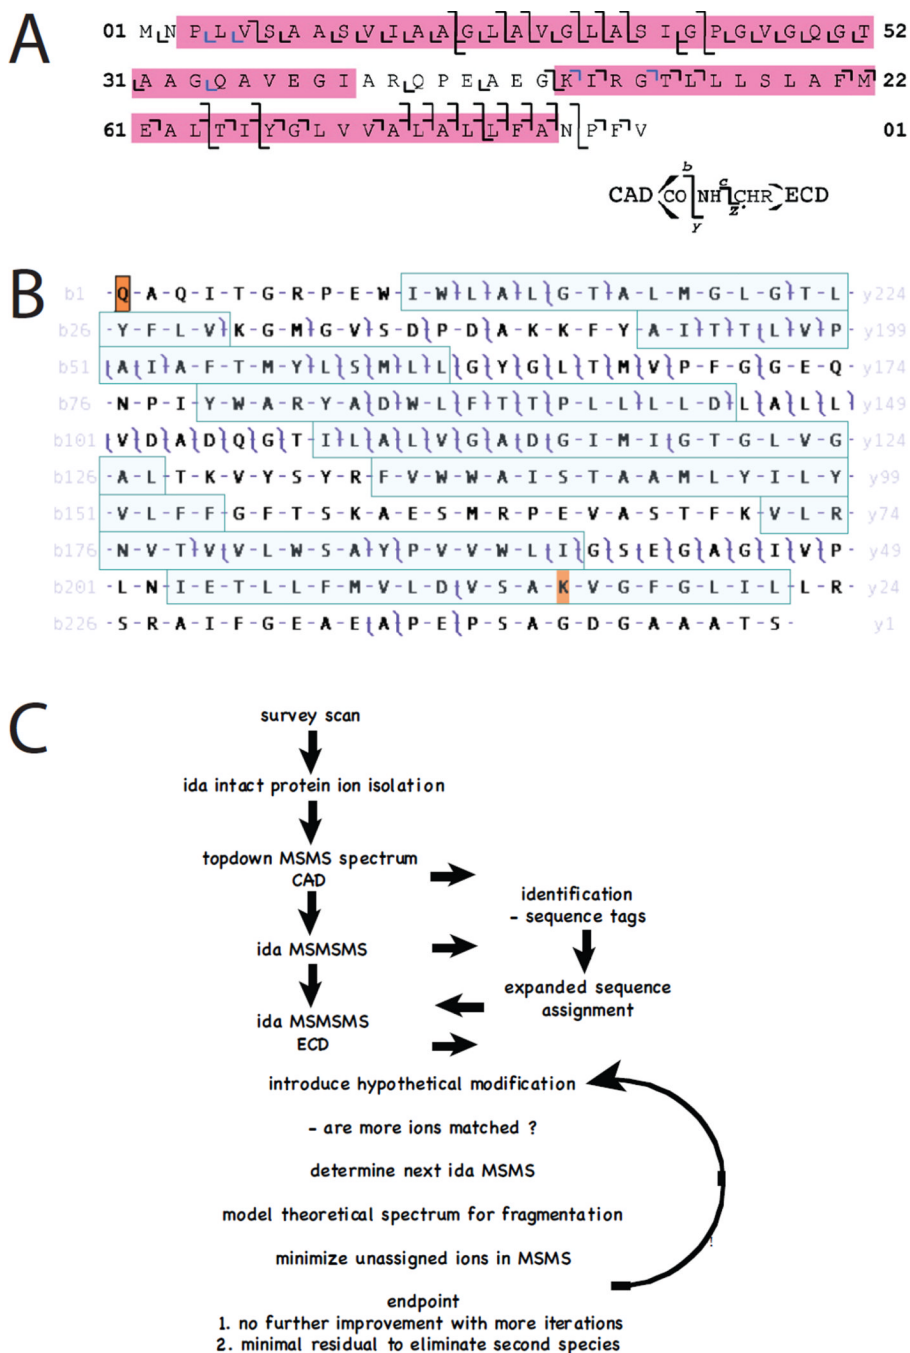 A
01 M N P L V S A A S V I A A G L A V G L A S I G P G V G Q G T 52
31 A A G Q A V E G I A R Q P E A E G K I R G T L L L S L A F M 22
61 E A L T I Y G L V V A L A L L F A N P F V 01
b c
CAD CO NH CHR ECD
y z•
B
b1 -Q-A-Q-I-T-G-R-P-E-W-I-W-L-A-L-G-T-A-L-M-G-L-G-T-L- y224
b26 -Y-F-L-V-K-G-M-G-V-S-D-P-D-A-K-K-F-Y-A-I-T-T-L-V-P- y199
b51 A-I-A-F-T-M-Y-L-S-M-L-L-G-Y-G-L-T-M-V-P-F-G-G-E-Q- y174
b76 -N-P-I-Y-W-A-R-Y-A-D-W-L-F-T-T-P-L-L-L-L-D-L-A-L-L y149
b101 V-D-A-D-Q-G-T-I-L-A-L-V-G-A-D-G-I-M-I-G-T-G-L-V-G- y124
b126 -A-L-T-K-V-Y-S-Y-R-F-V-W-W-A-I-S-T-A-A-M-L-Y-I-L-Y- y99
b151 -V-L-F-F-G-F-T-S-K-A-E-S-M-R-P-E-V-A-S-T-F-K-V-L-R- y74
b176 -N-V-T-V-V-L-W-S-A-Y-P-V-V-W-L-I-G-S-E-G-A-G-I-V-P- y49
b201 -L-N-I-E-T-L-L-F-M-V-L-D-V-S-A-K-V-G-F-G-L-I-L-L-R- y24
b226 -S-R-A-I-F-G-E-A-E-A-P-E-P-S-A-G-D-G-A-A-A-T-S- y1
C
survey scan
ida intact protein ion isolation
topdown MSMS spectrum
CAD
identification
- sequence tags
ida MSMSMS
expanded sequence
assignment
ida MSMSMS
ECD
introduce hypothetical modification
- are more ions matched ?
determine next ida MSMS
model theoretical spectrum for fragmentation
!
minimize unassigned ions in MSMS
endpoint
1. no further improvement with more iterations
2. minimal residual to eliminate second species